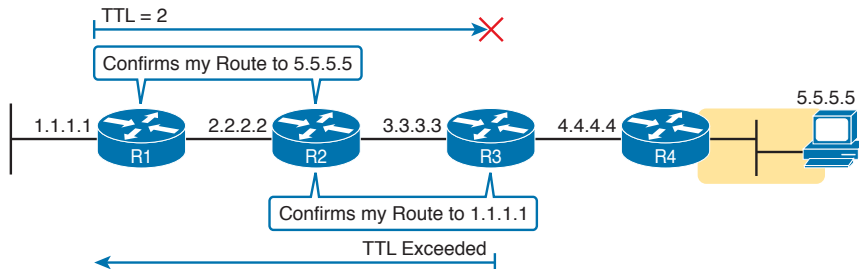 TTL = 2
Confirms my Route to 5.5.5.5
5.5.5.5
1.1.1.1
2.2.2.2
3.3.3.3
4.4.4.4
R1
R2
R3
R4
Confirms my Route to 1.1.1.1
TTL Exceeded